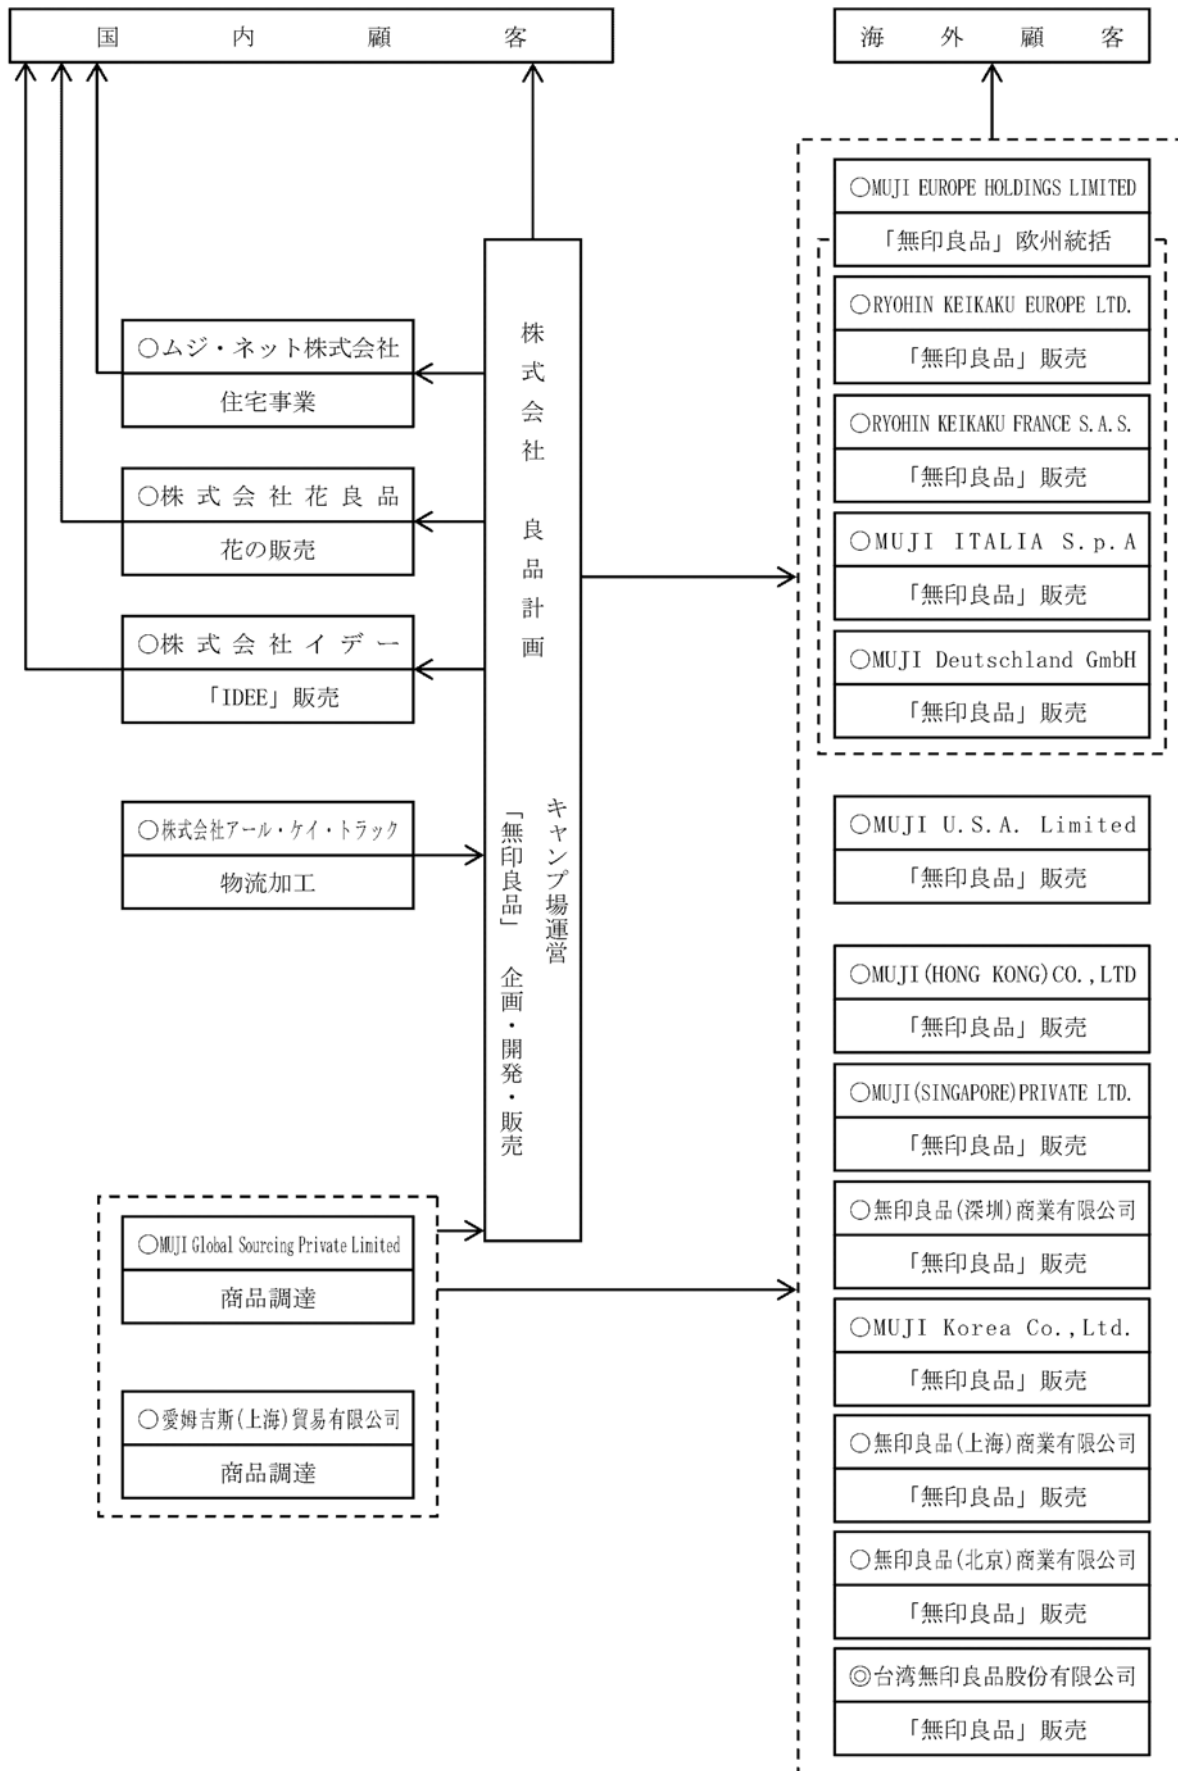 国内顧客
海外顧客
○ムジ・ネット株式会社
住宅事業
○株式会社花良品
花の販売
○株式会社イデー
「IDEE」販売
○株式会社アール・ケイ・トラック
物流加工
○MUJI Global Sourcing Private Limited
商品調達
○愛姆吉斯(上海)貿易有限公司
商品調達
株式会社 良品計画
キャンプ場運営
「無印良品」 企画・開発・販売
○MUJI EUROPE HOLDINGS LIMITED
「無印良品」欧州統括
○RYOHIN KEIKAKU EUROPE LTD.
「無印良品」販売
○RYOHIN KEIKAKU FRANCE S.A.S.
「無印良品」販売
○MUJI ITALIA S.p.A
「無印良品」販売
○MUJI Deutschland GmbH
「無印良品」販売
○MUJI U.S.A. Limited
「無印良品」販売
○MUJI(HONG KONG)CO.,LTD
「無印良品」販売
○MUJI(SINGAPORE)PRIVATE LTD.
「無印良品」販売
○無印良品(深圳)商業有限公司
「無印良品」販売
○MUJI Korea Co.,Ltd.
「無印良品」販売
○無印良品(上海)商業有限公司
「無印良品」販売
○無印良品(北京)商業有限公司
「無印良品」販売
◎台湾無印良品股份有限公司
「無印良品」販売